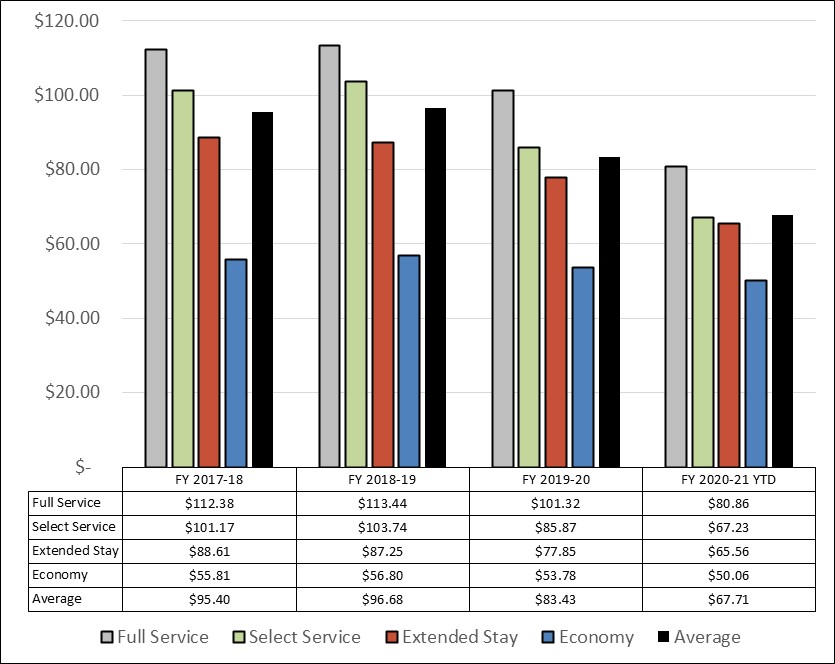 $120.00
$100.00
$80.00
$60.00
$40.00
$20.00
$-
FY 2017-18 FY 2018-19 FY 2019-20 FY 2020-21 YTD
Full Service $112.38 $113.44 $101.32 $80.86
Select Service $101.17 $103.74 $85.87 $67.23
Extended Stay $88.61 $87.25 $77.85 $65.56
Economy $55.81 $56.80 $53.78 $50.06
Average $95.40 $96.68 $83.43 $67.71
Full Service Select Service Extended Stay Economy Average